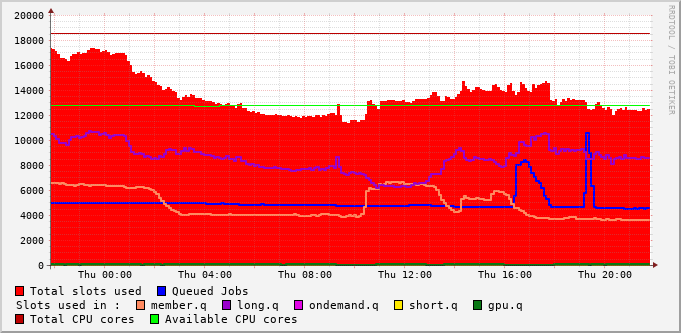 20000
18000
16000
14000
12000
10000
8000
6000
4000
2000
0
Thu 00:00 Thu 04:00 Thu 08:00 Thu 12:00 Thu 16:00 Thu 20:00
RRDTOOL / TOBI OETIKER
Total slots used Queued Jobs
Slots used in : member.q long.q ondemand.q short.q gpu.q
Total CPU cores Available CPU cores